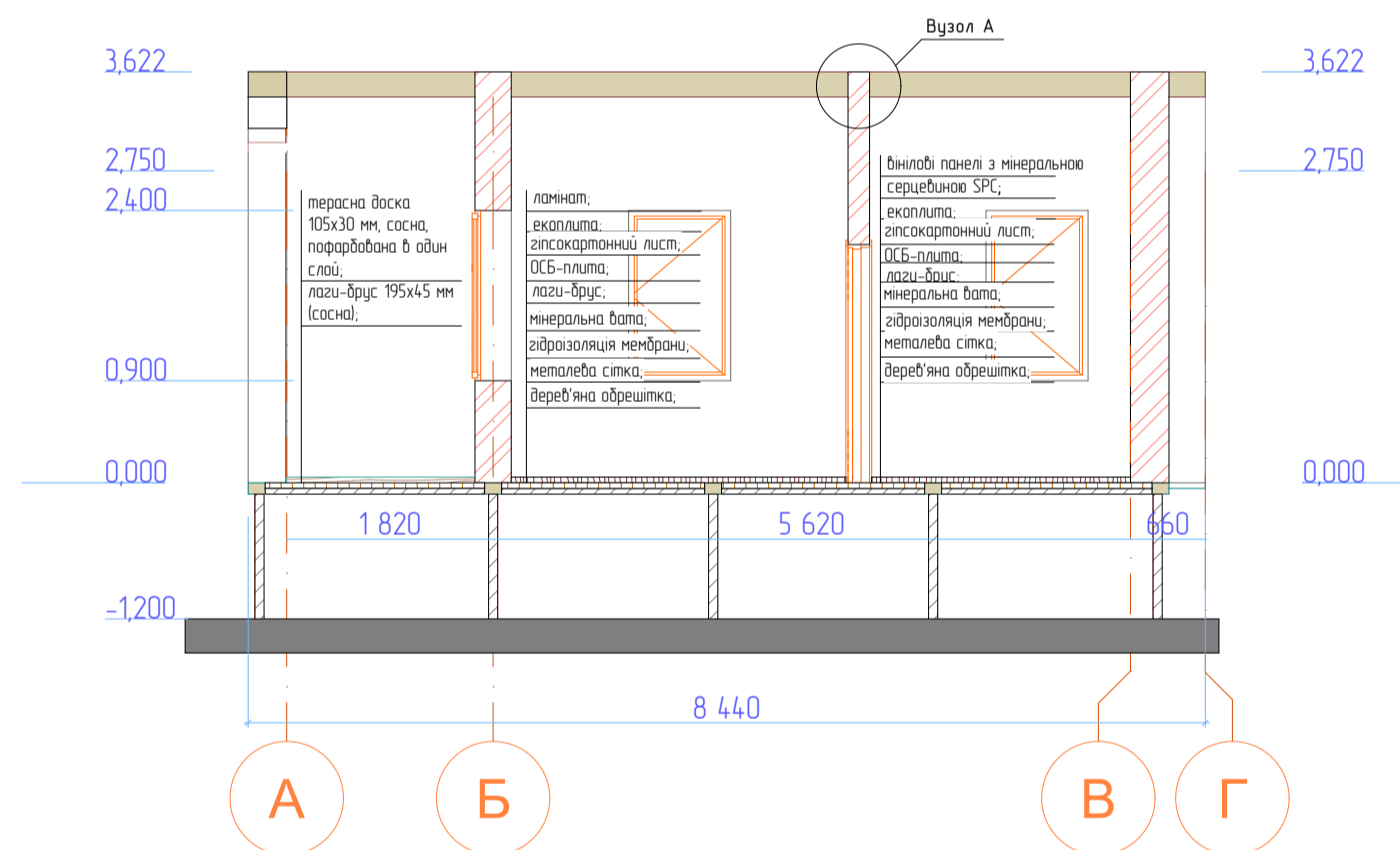 Вузол А
3,622
3,622
2,750
2,750
2,400
терасна доска
105х30 мм, сосна,
пофарбована в один
слой;
лаги-брус 195х45 мм
(сосна);
ламінат;
екоплита;
гіпсокартонний лист;
ОСБ-плита;
лаги-брус;
мінеральна вата;
гідроізоляція мембрани;
металева сітка;
дерев'яна обрешітка;
вінілові панелі з мінеральною
серцевиною SPC;
екоплита;
гіпсокартонний лист;
ОСБ-плита;
лаги-брус;
мінеральна вата;
гідроізоляція мембрани;
металева сітка;
дерев'яна обрешітка;
0,900
0,000
0,000
1 820
5 620
660
-1,200
8 440
А
Б
В
Г